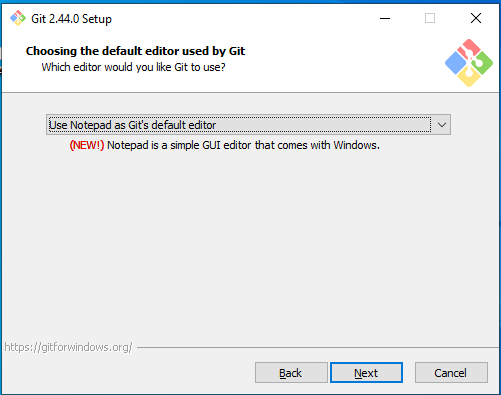 Git 2.44.0 Setup
Choosing the default editor used by Git
Which editor would you like Git to use?
Use Notepad as Git's default editor
(NEW!) Notepad is a simple GUI editor that comes with Windows.
https://gitforwindows.org/
Back
Next
Cancel